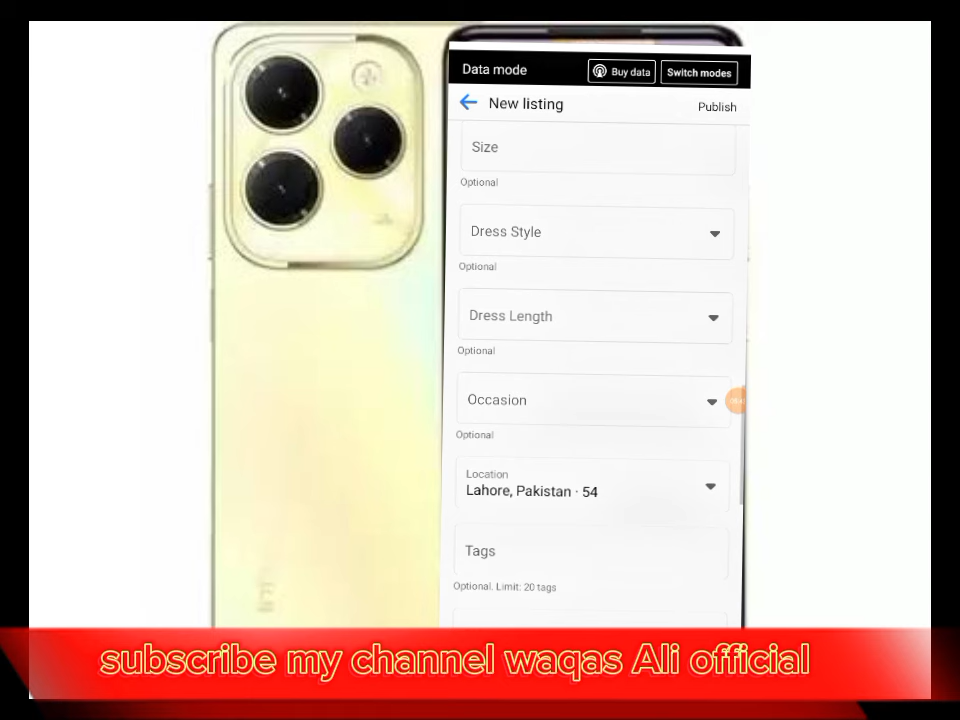 Data mode
Buy data
Switch modes
New listing
Publish
Size
Optional
Dress Style
Optional
Dress Length
Optional
Occasion
Optional
Location
Lahore, Pakistan · 54
Tags
Optional. Limit: 20 tags
subscribe my channel waqas Ali official